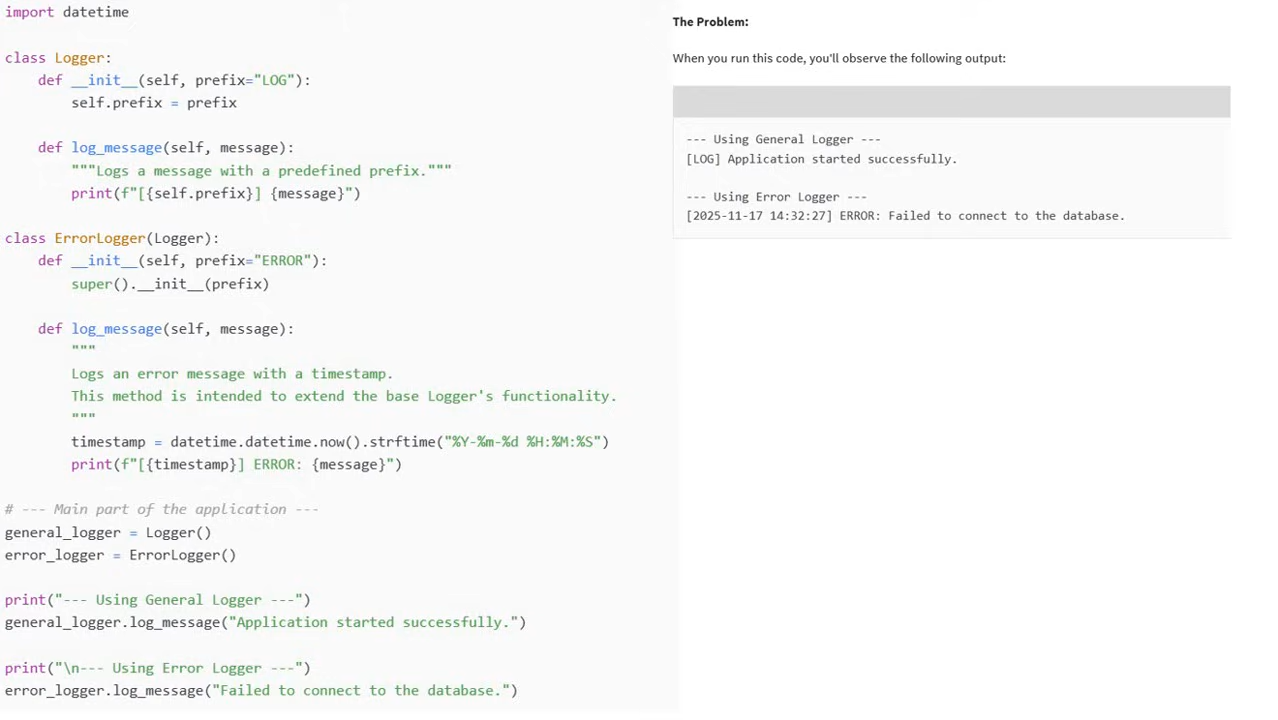 import datetime

class Logger:
    def __init__(self, prefix="LOG"):
        self.prefix = prefix

    def log_message(self, message):
        """Logs a message with a predefined prefix."""
        print(f"[{self.prefix}] {message}")

class ErrorLogger(Logger):
    def __init__(self, prefix="ERROR"):
        super().__init__(prefix)

    def log_message(self, message):
        """
        Logs an error message with a timestamp.
        This method is intended to extend the base Logger's functionality.
        """
        timestamp = datetime.datetime.now().strftime("%Y-%m-%d %H:%M:%S")
        print(f"[{timestamp}] ERROR: {message}")

# --- Main part of the application ---
general_logger = Logger()
error_logger = ErrorLogger()

print("--- Using General Logger ---")
general_logger.log_message("Application started successfully.")

print("\n--- Using Error Logger ---")
error_logger.log_message("Failed to connect to the database.")

The Problem:
When you run this code, you'll observe the following output:
--- Using General Logger ---
[LOG] Application started successfully.

--- Using Error Logger ---
[2025-11-17 14:32:27] ERROR: Failed to connect to the database.